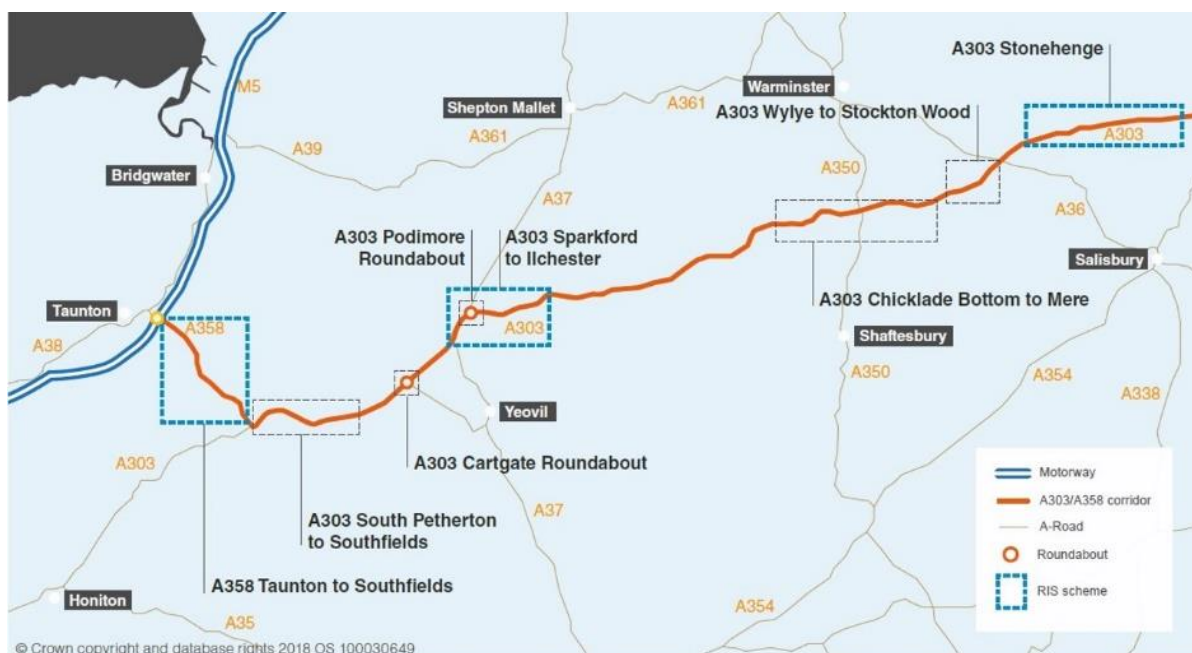 A303 Stonehenge
Warminster
M5
Shepton Mallet
A361
A303 Wylye to Stockton Wood
A303
A361
A39
Bridgwater
A350
A37
A36
A303 Podimore
Roundabout
A303 Sparkford
to Ilchester
Salisbury
A303 Chicklade Bottom to Mere
Taunton
A358
A303
A38
Shaftesbury
A350
A354
A338
Yeovil
A303
A303 Cartgate Roundabout
A37
A303 South Petherton
to Southfields
A358 Taunton to Southfields
Honiton
A35
A354
Motorway
A303/A358 corridor
A-Road
Roundabout
RIS scheme
© Crown copyright and database rights 2018 OS 100030649